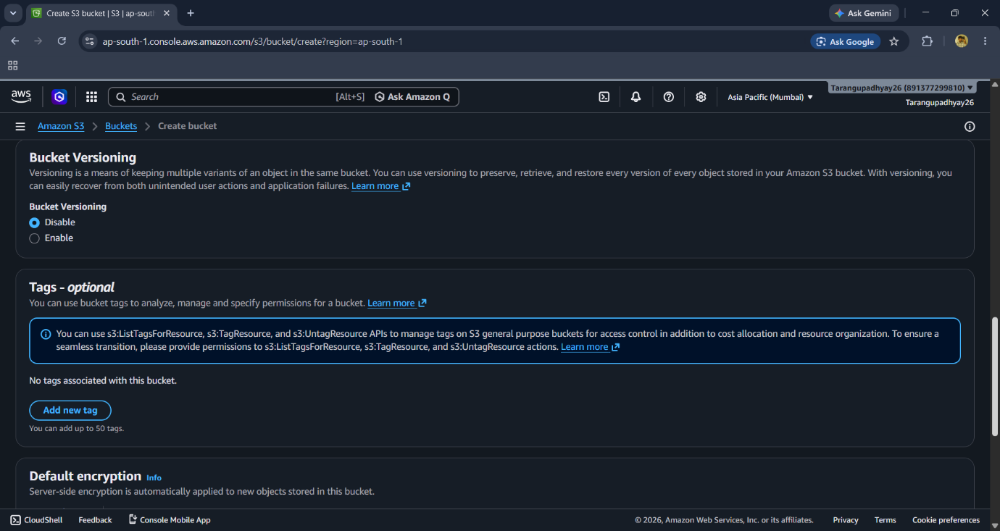 Create S3 bucket | S3 | ap-sout
Ask Gemini
ap-south-1.console.aws.amazon.com/s3/bucket/create?region=ap-south-1
Ask Google
aws
Search
[Alt+S]
Ask Amazon Q
Asia Pacific (Mumbai)
Tarangupadhyay26 (891377299810)
Tarangupadhyay26
Amazon S3
Buckets
Create bucket
Bucket Versioning
Versioning is a means of keeping multiple variants of an object in the same bucket. You can use versioning to preserve, retrieve, and restore every version of every object stored in your Amazon S3 bucket. With versioning, you
can easily recover from both unintended user actions and application failures. Learn more
Bucket Versioning
Disable
Enable
Tags - optional
You can use bucket tags to analyze, manage and specify permissions for a bucket. Learn more
You can use s3:ListTagsForResource, s3:TagResource, and s3:UntagResource APIs to manage tags on S3 general purpose buckets for access control in addition to cost allocation and resource organization. To ensure a
seamless transition, please provide permissions to s3:ListTagsForResource, s3:TagResource, and s3:UntagResource actions. Learn more
No tags associated with this bucket.
Add new tag
You can add up to 50 tags.
Default encryption Info
Server-side encryption is automatically applied to new objects stored in this bucket.
CloudShell
Feedback
Console Mobile App
© 2026, Amazon Web Services, Inc. or its affiliates.
Privacy
Terms
Cookie preferences